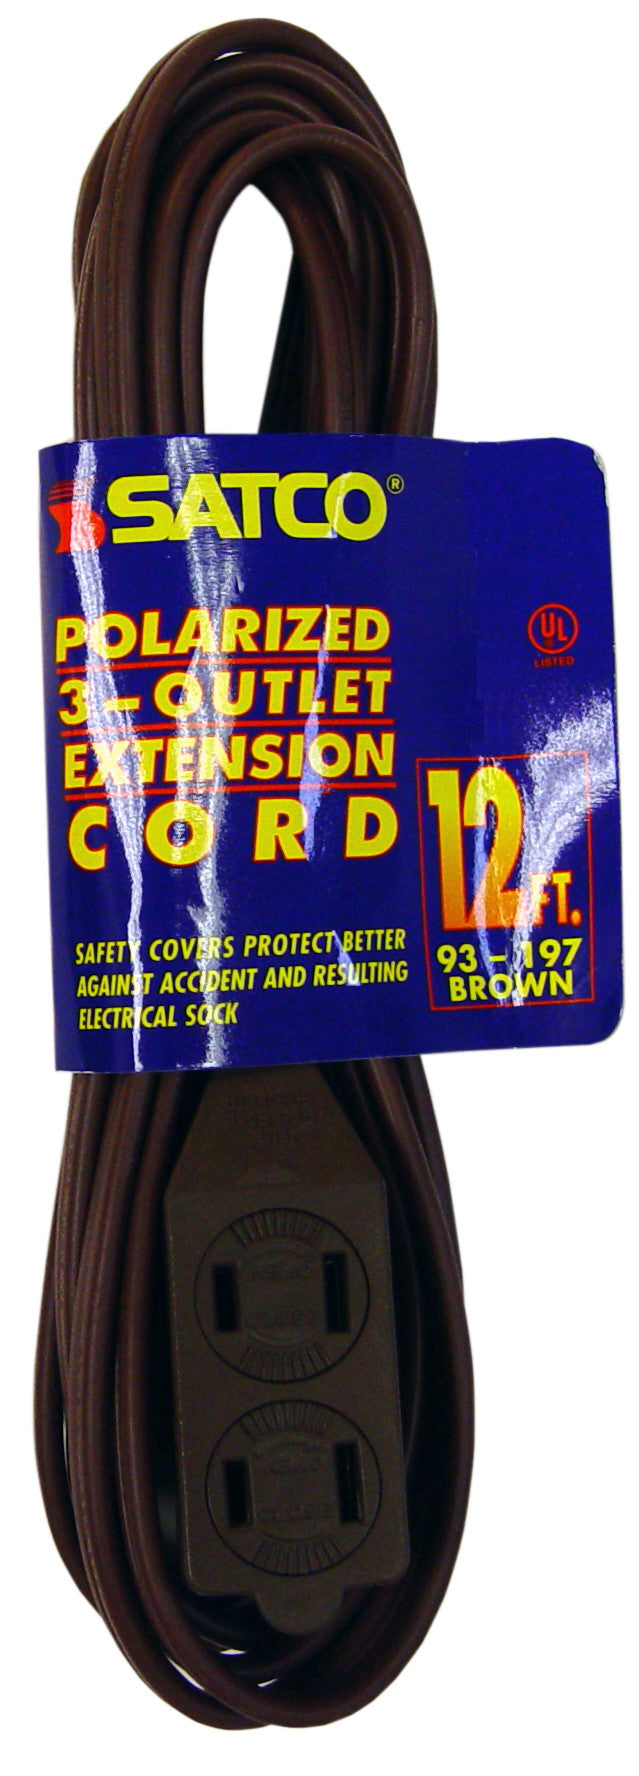 SATCO®
POLARIZED
3-OUTLET
EXTENSION
CORD
UL
LISTED
12 FT.
93-197
BROWN
SAFETY COVERS PROTECT BETTER
AGAINST ACCIDENT AND RESULTING
ELECTRICAL SOCK